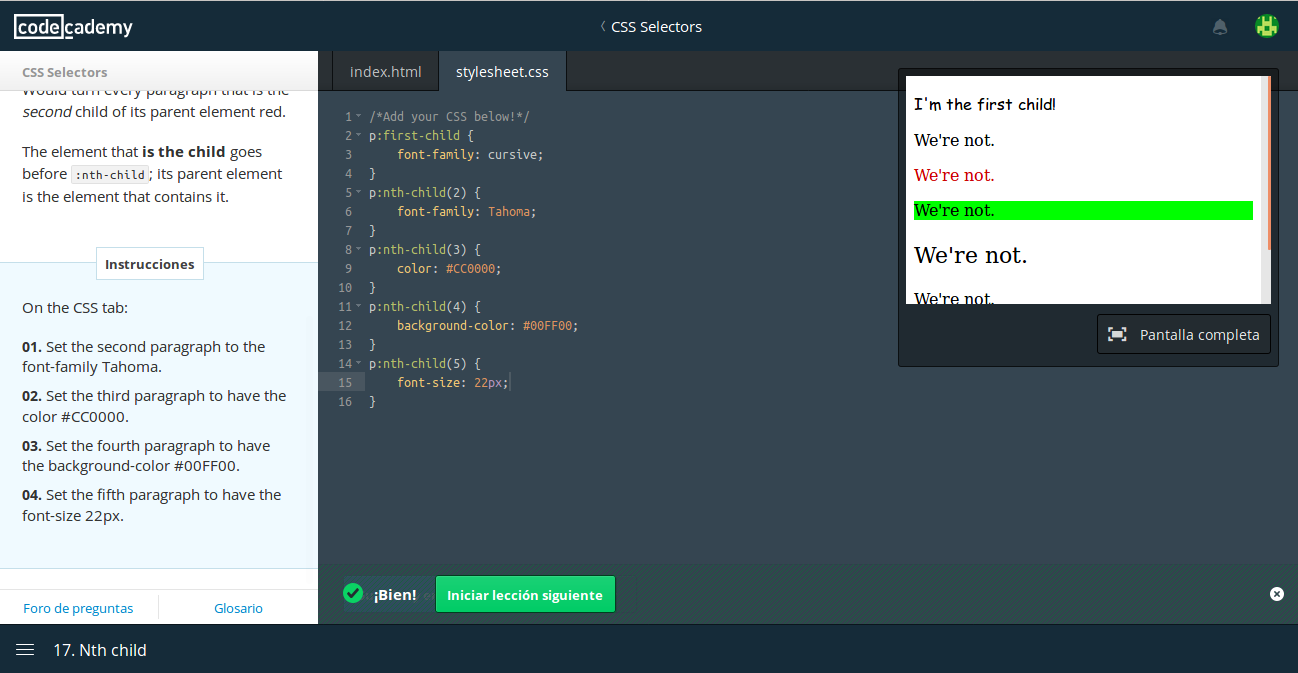 codecademy
CSS Selectors
CSS Selectors
Would turn every paragraph that is the
second child of its parent element red.
The element that is the child goes
before :nth-child; its parent element
is the element that contains it.
Instrucciones
On the CSS tab:
01. Set the second paragraph to the
font-family Tahoma.
02. Set the third paragraph to have the
color #CC0000.
03. Set the fourth paragraph to have
the background-color #00FF00.
04. Set the fifth paragraph to have the
font-size 22px.
Foro de preguntas
Glosario
index.html
stylesheet.css
1 /*Add your CSS below!*/
2 p:first-child {
3 font-family: cursive;
4 }
5 p:nth-child(2) {
6 font-family: Tahoma;
7 }
8 p:nth-child(3) {
9 color: #CC0000;
10 }
11 p:nth-child(4) {
12 background-color: #00FF00;
13 }
14 p:nth-child(5) {
15 font-size: 22px;
16 }
I'm the first child!
We're not.
We're not.
We're not.
We're not.
We're not.
Pantalla completa
¡Bien!
Iniciar lección siguiente
17. Nth child